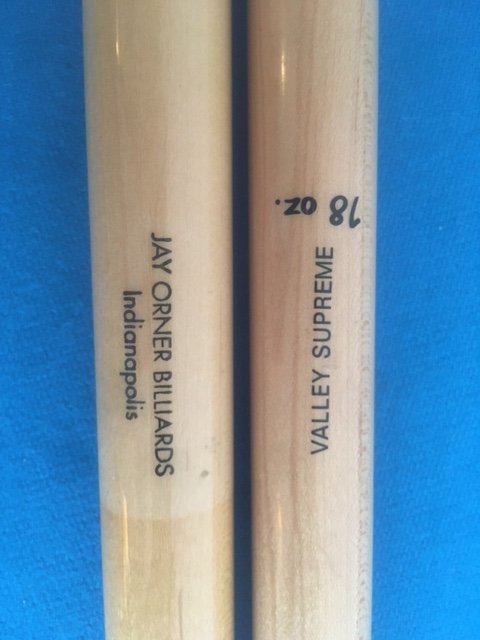 JAY ORNER BILLIARDS
Indianapolis
18 oz.
VALLEY SUPREME